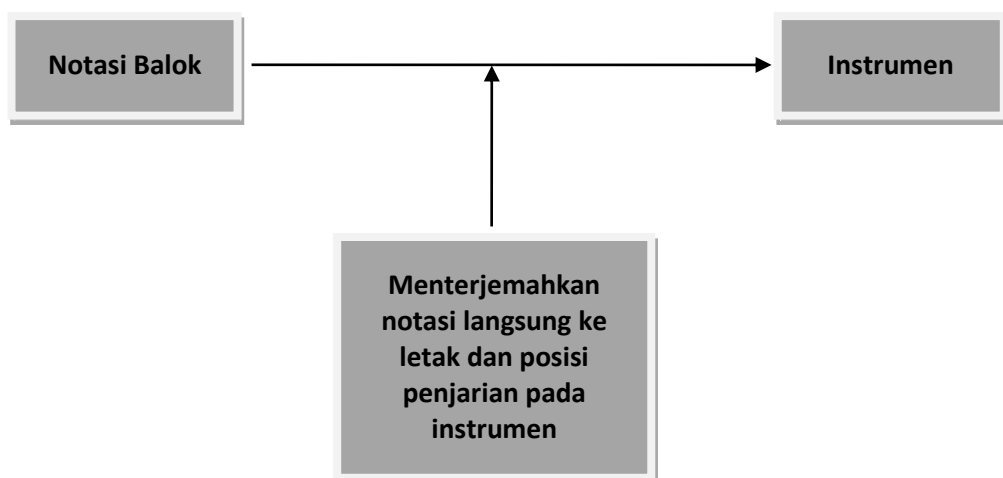 Notasi Balok
Instrumen
Menterjemahkan
notasi langsung ke
letak dan posisi
penjarian pada
instrumen